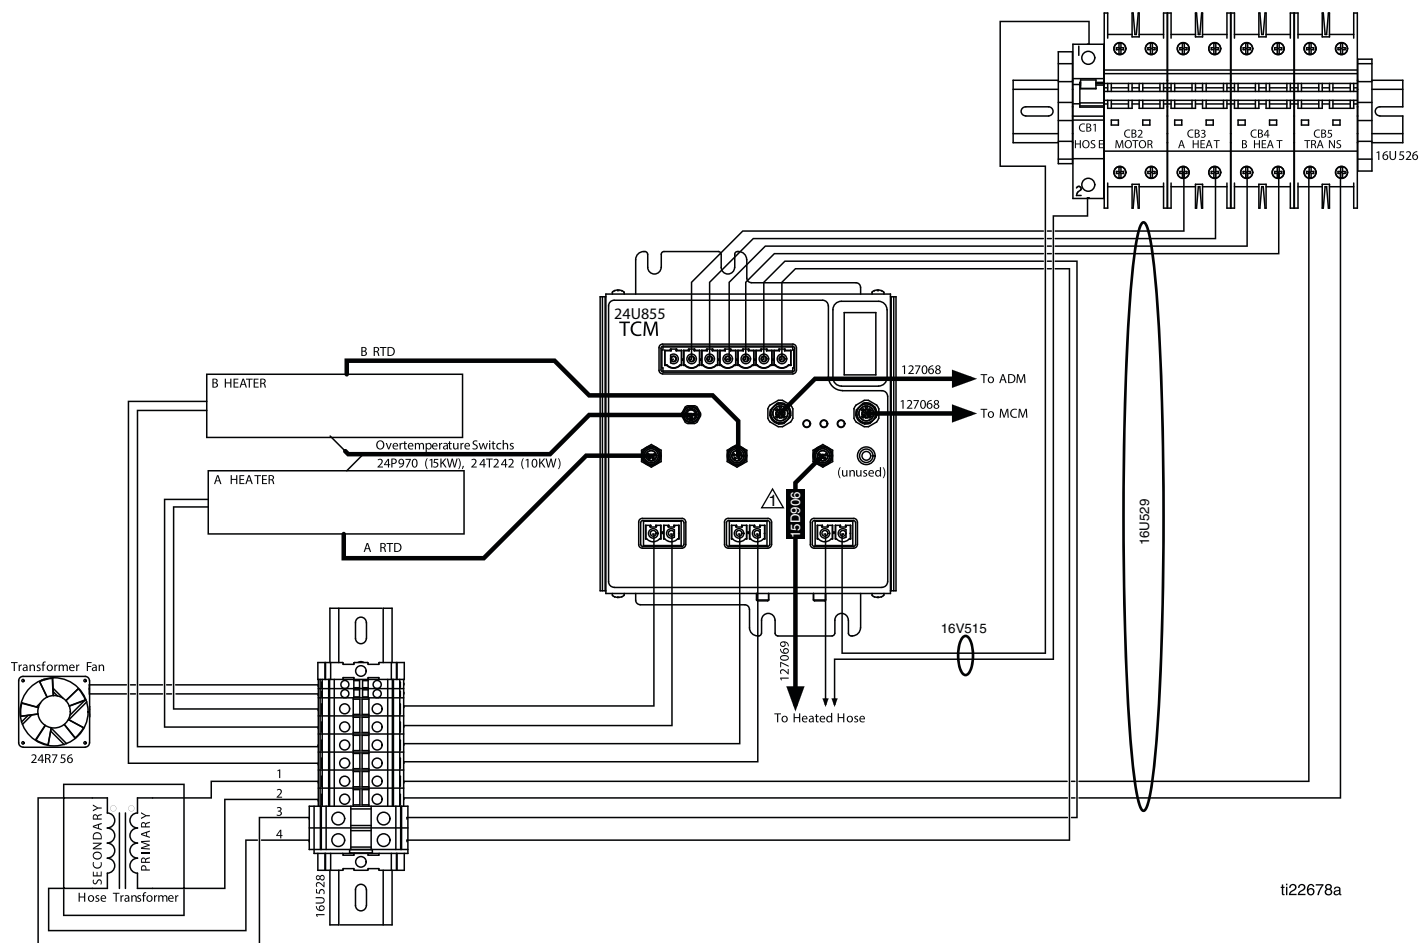 1
CB1
HOSE
2
CB2
MOTOR
CB3
A HEAT
CB4
B HEAT
CB5
TRANS
16U526
24U855
TCM
B RTD
B HEATER
127068
To ADM
127068
To MCM
Overtemperature Switchs
24P970 (15KW), 24T242 (10KW)
A HEATER
(unused)
1
15D906
A RTD
16U529
16V515
127069
To Heated Hose
Transformer Fan
24R756
1
2
3
4
SECONDARY
PRIMARY
Hose Transformer
16U528
ti22678a